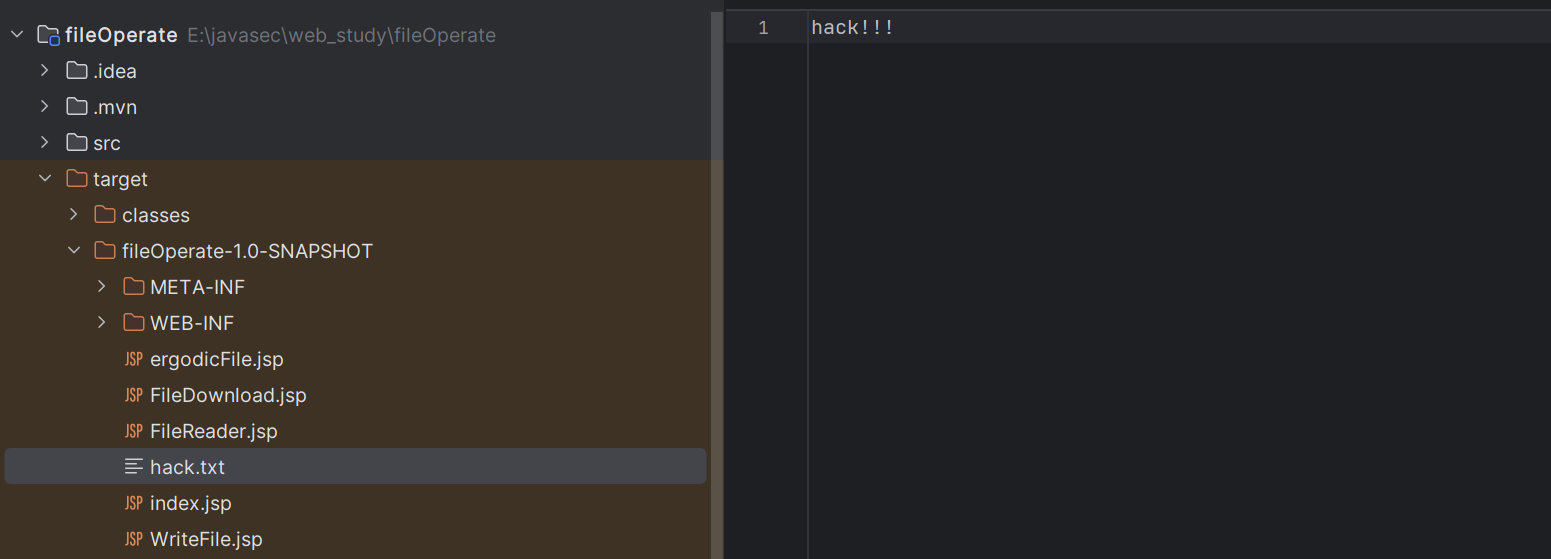 fileOperate E:\javasec\web_study\fileOperate
.idea
.mvn
src
target
classes
fileOperate-1.0-SNAPSHOT
META-INF
WEB-INF
JSP ergodicFile.jsp
JSP FileDownload.jsp
JSP FileReader.jsp
hack.txt
JSP index.jsp
JSP WriteFile.jsp
1 hack!!!